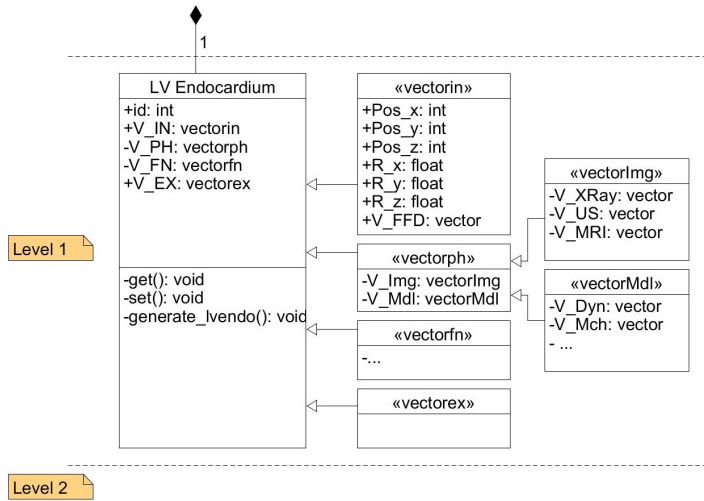 1
LV Endocardium
+id: int
+V_IN: vectorin
-V_PH: vectorph
-V_FN: vectorfn
+V_EX: vectorex
-get(): void
-set(): void
-generate_lvendo(): void
«vectorin»
+Pos_x: int
+Pos_y: int
+Pos_z: int
+R_x: float
+R_y: float
+R_z: float
+V_FFD: vector
«vectorph»
-V_Img: vectorImg
-V_Mdl: vectorMdl
«vectorfn»
-...
«vectorex»
«vectorImg»
-V_XRay: vector
-V_US: vector
-V_MRI: vector
«vectorMdl»
-V_Dyn: vector
-V_Mch: vector
- ...
Level 1
Level 2